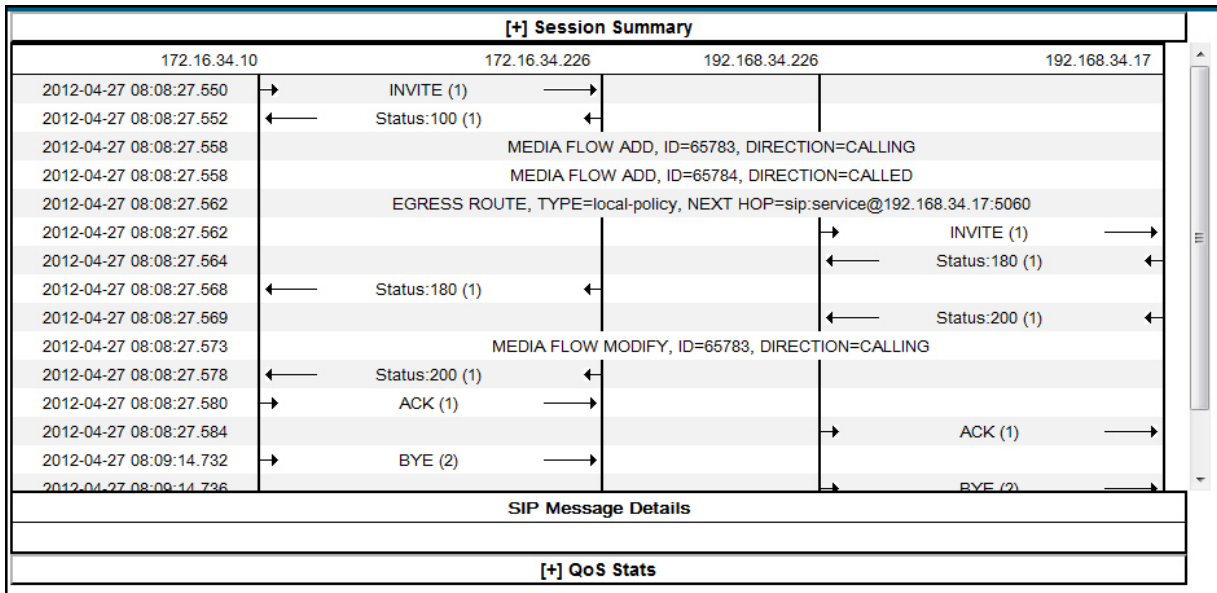 [+] Session Summary
172.16.34.10 172.16.34.226 192.168.34.226 192.168.34.17
2012-04-27 08:08:27.550 INVITE (1)
2012-04-27 08:08:27.552 Status:100 (1)
2012-04-27 08:08:27.558 MEDIA FLOW ADD, ID=65783, DIRECTION=CALLING
2012-04-27 08:08:27.558 MEDIA FLOW ADD, ID=65784, DIRECTION=CALLED
2012-04-27 08:08:27.562 EGRESS ROUTE, TYPE=local-policy, NEXT HOP=sip:service@192.168.34.17:5060
2012-04-27 08:08:27.562 INVITE (1)
2012-04-27 08:08:27.564 Status:180 (1)
2012-04-27 08:08:27.568 Status:180 (1)
2012-04-27 08:08:27.569 Status:200 (1)
2012-04-27 08:08:27.573 MEDIA FLOW MODIFY, ID=65783, DIRECTION=CALLING
2012-04-27 08:08:27.578 Status:200 (1)
2012-04-27 08:08:27.580 ACK (1)
2012-04-27 08:08:27.584 ACK (1)
2012-04-27 08:09:14.732 BYE (2)
2012-04-27 08:09:14.736 BYE (2)
SIP Message Details
[+] QoS Stats